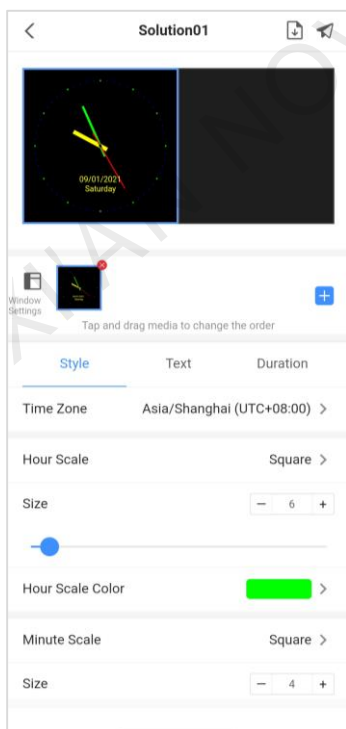 Solution01
09/01/2021
Saturday
Window
Settings
Tap and drag media to change the order
Style Text Duration
Time Zone Asia/Shanghai (UTC+08:00) >
Hour Scale Square >
Size − 6 +
Hour Scale Color >
Minute Scale Square >
Size − 4 +